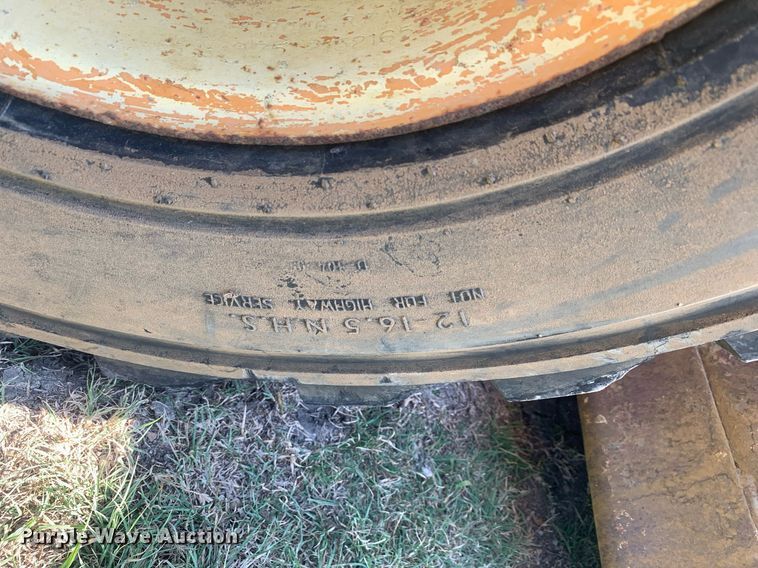 12-16.5 N.H.S.
NOT FOR HIGHWAY SERVICE
Purple Wave Auction